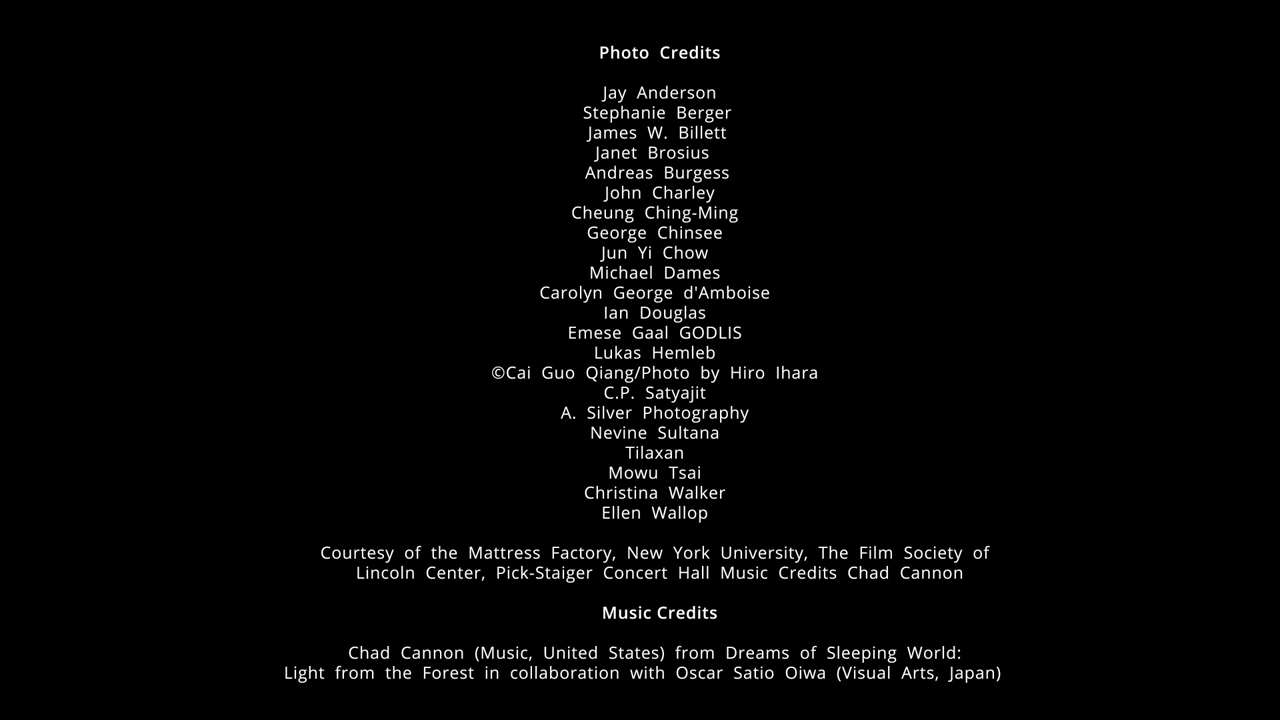 Photo Credits
Jay Anderson
Stephanie Berger
James W. Billett
Janet Brosius
Andreas Burgess
John Charley
Cheung Ching-Ming
George Chinsee
Jun Yi Chow
Michael Dames
Carolyn George d'Amboise
Ian Douglas
Emese Gaal GODLIS
Lukas Hemleb
©Cai Guo Qiang/Photo by Hiro Ihara
C.P. Satyajit
A. Silver Photography
Nevine Sultana
Tilaxan
Mowu Tsai
Christina Walker
Ellen Wallop
Courtesy of the Mattress Factory, New York University, The Film Society of
Lincoln Center, Pick-Staiger Concert Hall Music Credits Chad Cannon
Music Credits
Chad Cannon (Music, United States) from Dreams of Sleeping World:
Light from the Forest in collaboration with Oscar Satio Oiwa (Visual Arts, Japan)